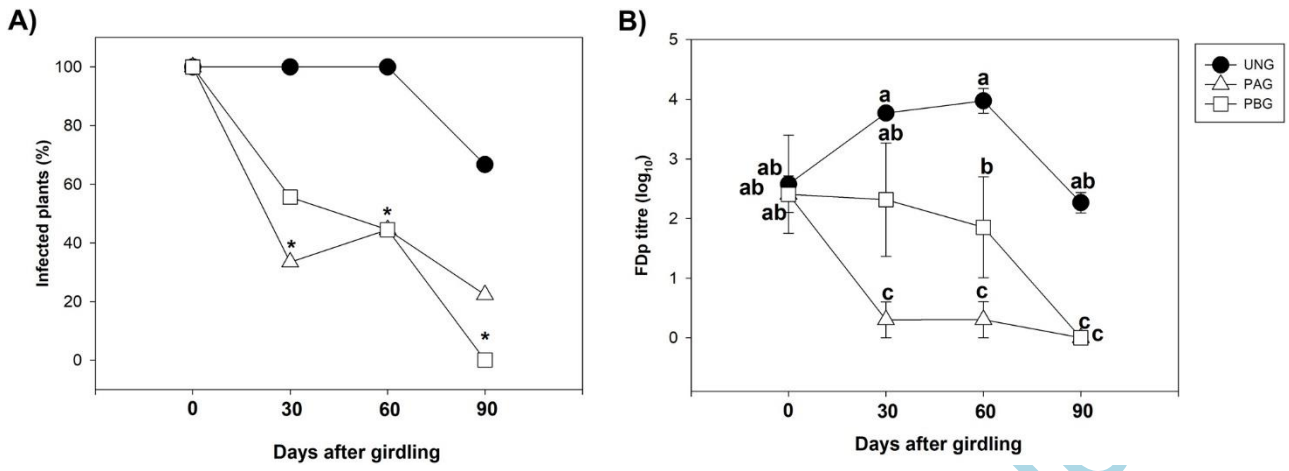 A)
100
80
60
40
20
0
Infected plants (%)
*
*
*
0 30 60 90
Days after girdling
B)
5
4
3
2
1
0
FDp titre (log10)
a
a
ab
ab
ab
b
ab
ab
c
c
c
c
0 30 60 90
Days after girdling
UNG
PAG
PBG